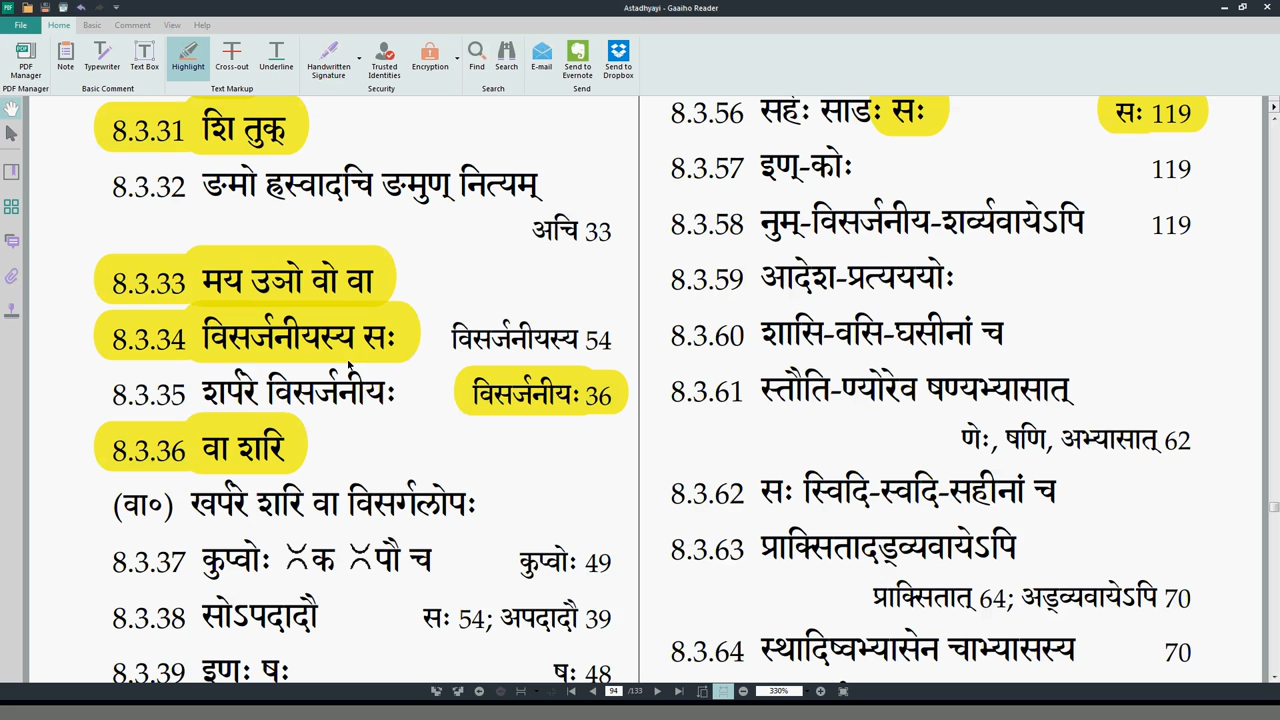 Astadhyayi - Gaaiho Reader
File Home Basic Comment View Help
PDF Manager Note Typewriter Text Box Highlight Cross-out Underline Handwritten Signature Trusted Identities Encryption Find Search E-mail Send to Evernote Send to Dropbox
PDF Manager Basic Comment Text Markup Security Search Send
8.3.31 शि तुक्
8.3.32 ङमो ह्रस्वादचि ङमुण् नित्यम्
अचि 33
8.3.33 मय उञो वो वा
8.3.34 विसर्जनीयस्य सः विसर्जनीयस्य 54
8.3.35 शर्परे विसर्जनीयः विसर्जनीयः 36
8.3.36 वा शरि
(वा०) खर्परे शरि वा विसर्गलोपः
8.3.37 कुप्वोः ≍क ≍पौ च कुप्वोः 49
8.3.38 सोऽपदादौ सः 54; अपदादौ 39
8.3.39 इणः षः षः 48
8.3.56 सहेः साडः सः सः 119
8.3.57 इण्-कोः 119
8.3.58 नुम्-विसर्जनीय-शर्व्यवायेऽपि 119
8.3.59 आदेश-प्रत्यययोः
8.3.60 शासि-वसि-घसीनां च
8.3.61 स्तौति-ण्योरेव षण्यभ्यासात्
णेः, षणि, अभ्यासात् 62
8.3.62 सः स्विदि-स्वदि-सहीनां च
8.3.63 प्राक्सितादड्व्यवायेऽपि
प्राक्सितात् 64; अड्व्यवायेऽपि 70
8.3.64 स्थादिष्वभ्यासेन चाभ्यासस्य 70
94 /133 330%